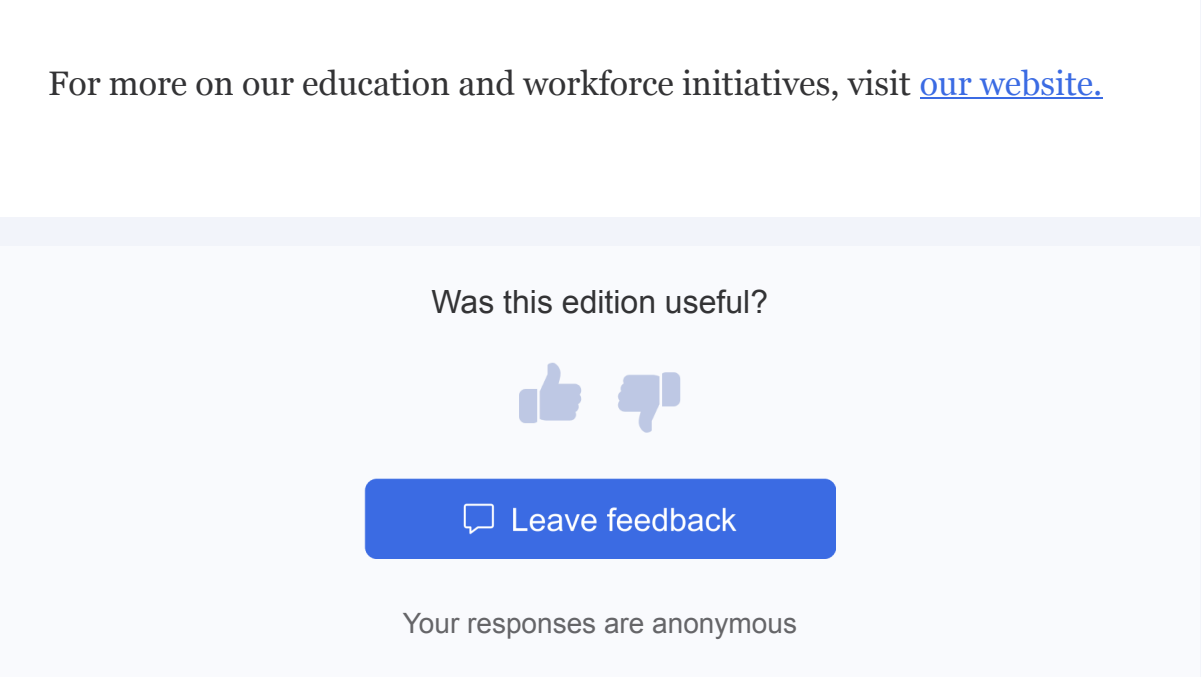 For more on our education and workforce initiatives, visit our website.
Was this edition useful?
Leave feedback
Your responses are anonymous